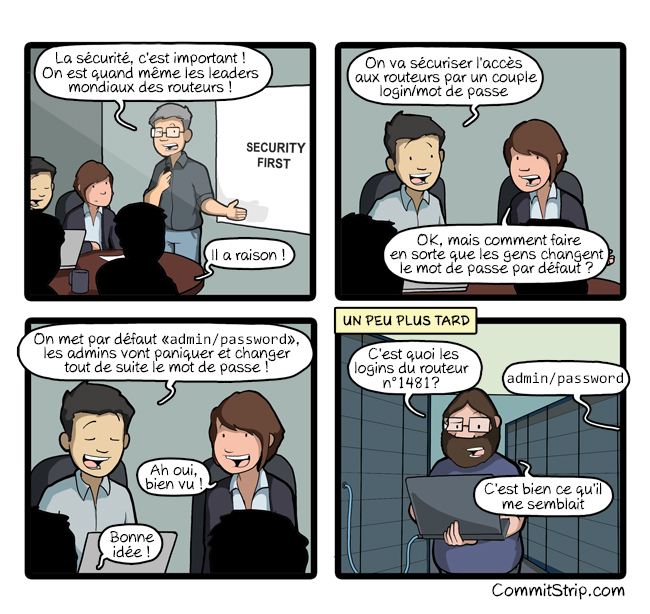 La sécurité, c'est important !
On est quand même les leaders
mondiaux des routeurs !
SECURITY
FIRST
Il a raison !
On va sécuriser l'accès
aux routeurs par un couple
login/mot de passe
OK, mais comment faire
en sorte que les gens changent
le mot de passe par défaut ?
On met par défaut «admin/password»,
les admins vont paniquer et changer
tout de suite le mot de passe !
Ah oui,
bien vu !
Bonne
idée !
UN PEU PLUS TARD
C'est quoi les
logins du routeur
n°1481?
admin/password
C'est bien ce qu'il
me semblait
CommitStrip.com